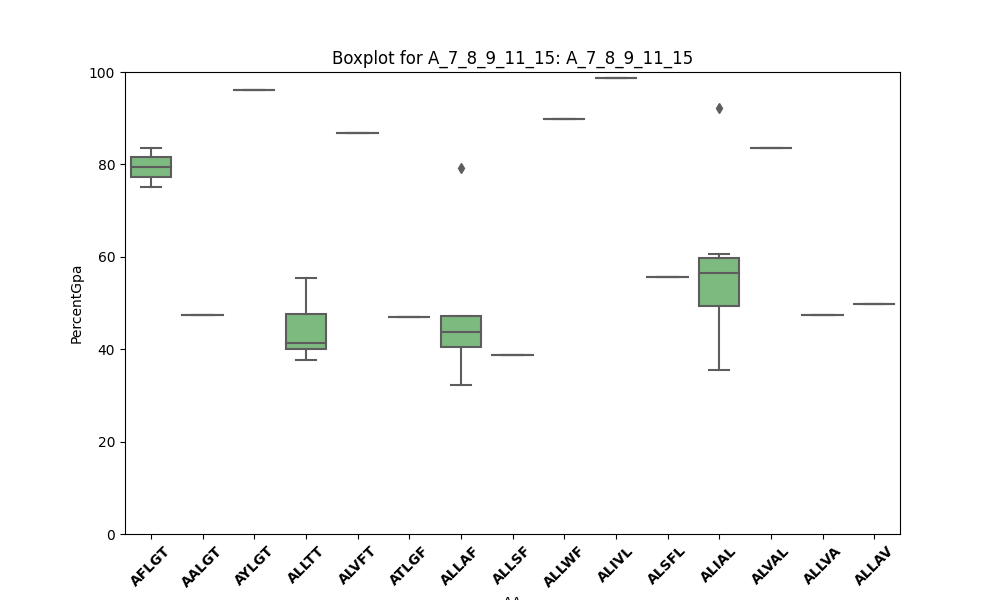 Boxplot for A_7_8_9_11_15: A_7_8_9_11_15
100
80
60
40
20
0
PercentGpa
AFLGT
AALGT
AYLGT
ALLTT
ALVFT
ATLGF
ALLAF
ALLSF
ALLWF
ALIVL
ALSFL
ALIAL
ALVAL
ALLVA
ALLAV